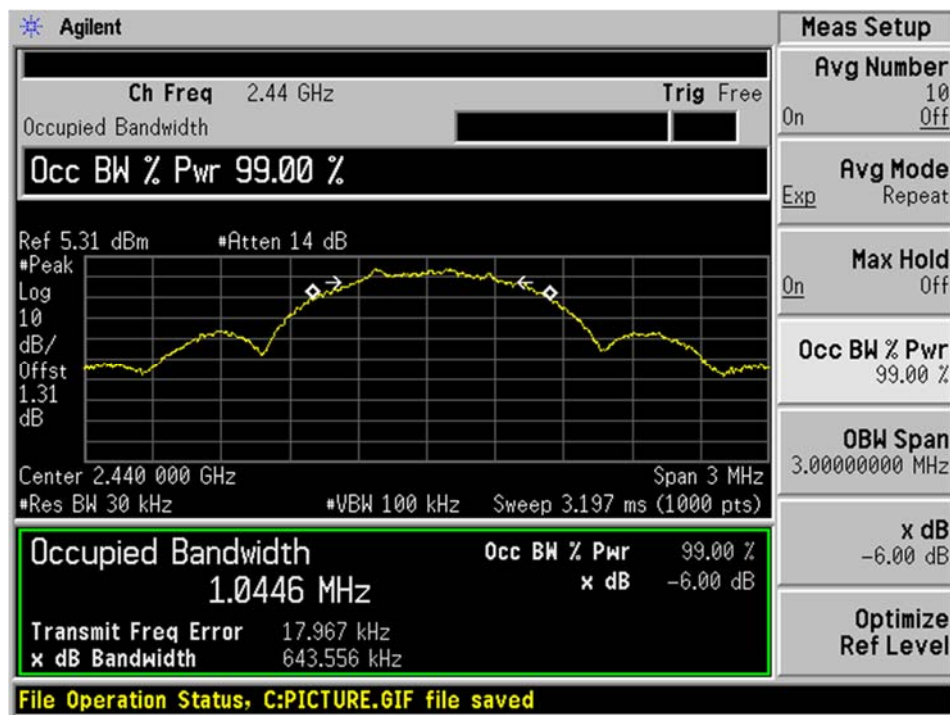 Agilent
Ch Freq 2.44 GHz Trig Free
Occupied Bandwidth
Occ BW % Pwr 99.00 %
Ref 5.31 dBm #Atten 14 dB
#Peak
Log
10
dB/
Offst
1.31
dB
Center 2.440 000 GHz Span 3 MHz
#Res BW 30 kHz #VBW 100 kHz Sweep 3.197 ms (1000 pts)
Occupied Bandwidth
1.0446 MHz
Occ BW % Pwr 99.00 %
x dB -6.00 dB
Transmit Freq Error 17.967 kHz
x dB Bandwidth 643.556 kHz
File Operation Status, C:PICTURE.GIF file saved
Meas Setup
Avg Number
10
On Off
Avg Mode
Exp Repeat
Max Hold
On Off
Occ BW % Pwr
99.00 %
OBW Span
3.00000000 MHz
x dB
-6.00 dB
Optimize
Ref Level